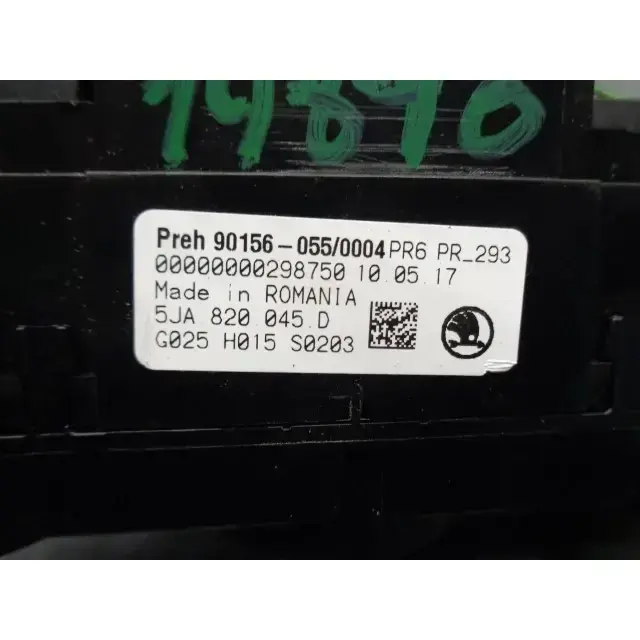 14840
Preh 90156-055/0004 PR6 PR_293
00000000298750 10.05.17
Made in ROMANIA
5JA 820 045.D
G025 H015 S0203